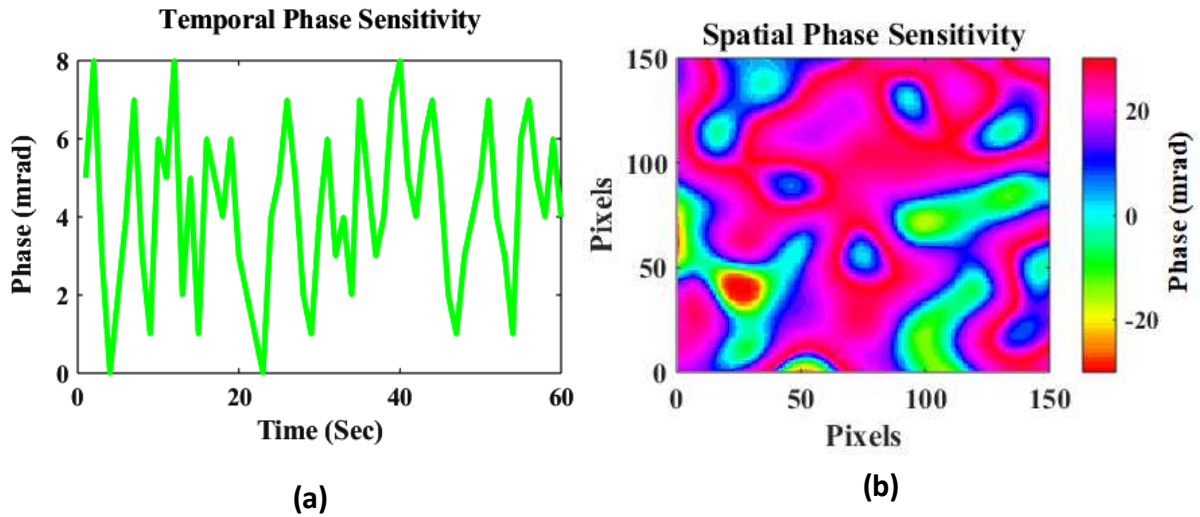 Temporal Phase Sensitivity
8
6
4
2
0
Phase (mrad)
0 20 40 60
Time (Sec)
(a)
Spatial Phase Sensitivity
150
100
50
0
Pixels
0 50 100 150
Pixels
20
0
-20
Phase (mrad)
(b)